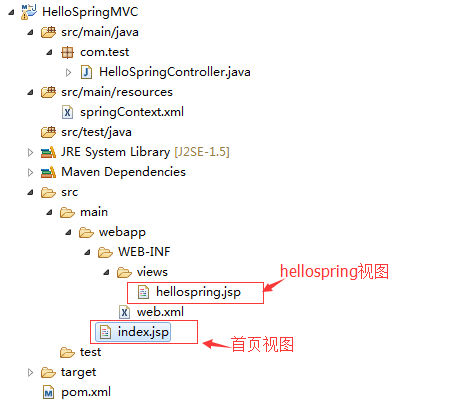 HelloSpringMVC
src/main/java
com.test
HelloSpringController.java
src/main/resources
springContext.xml
src/test/java
JRE System Library [J2SE-1.5]
Maven Dependencies
src
main
webapp
WEB-INF
views
hellospring视图
hellospring.jsp
web.xml
index.jsp
首页视图
test
target
pom.xml